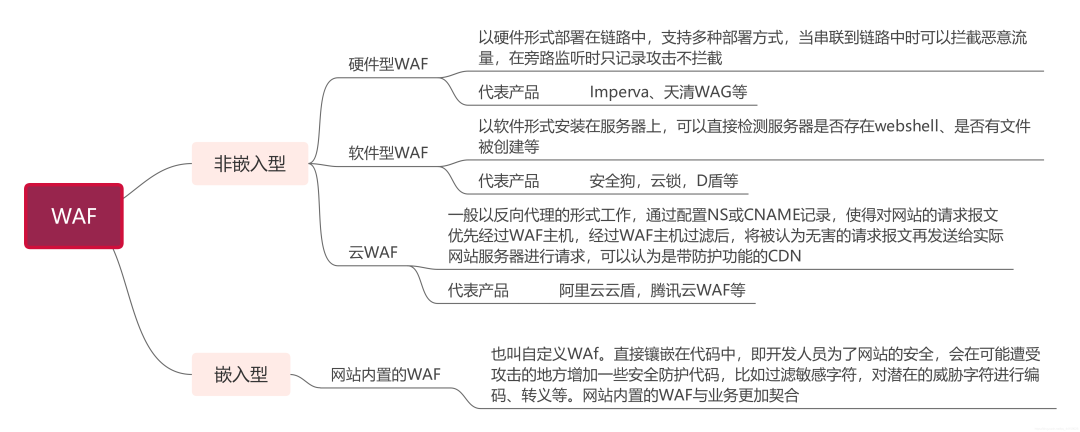 WAF
非嵌入型
硬件型WAF
以硬件形式部署在链路中，支持多种部署方式，当串联到链路中时可以拦截恶意流
量，在旁路监听时只记录攻击不拦截
代表产品 Imperva、天清WAG等
软件型WAF
以软件形式安装在服务器上，可以直接检测服务器是否存在webshell、是否有文件
被创建等
代表产品 安全狗，云锁，D盾等
云WAF
一般以反向代理的形式工作，通过配置NS或CNAME记录，使得对网站的请求报文
优先经过WAF主机，经过WAF主机过滤后，将被认为无害的请求报文再发送给实际
网站服务器进行请求，可以认为是带防护功能的CDN
代表产品 阿里云云盾，腾讯云WAF等
嵌入型
网站内置的WAF
也叫自定义WAf。直接镶嵌在代码中，即开发人员为了网站的安全，会在可能遭受
攻击的地方增加一些安全防护代码，比如过滤敏感字符，对潜在的威胁字符进行编
码、转义等。网站内置的WAF与业务更加契合